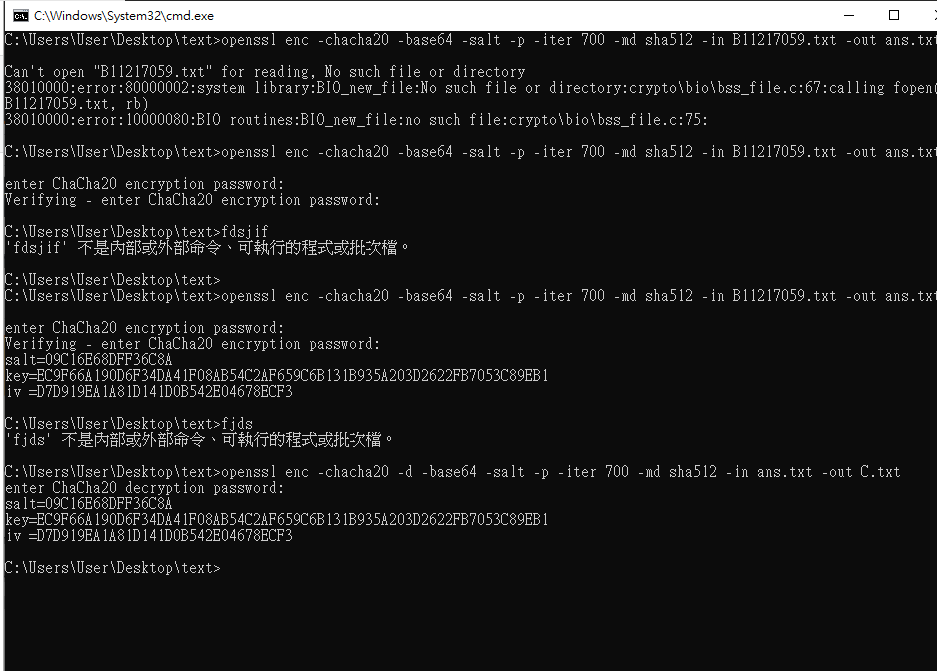 C:\Windows\System32\cmd.exe
C:\Users\User\Desktop\text>openssl enc -chacha20 -base64 -salt -p -iter 700 -md sha512 -in B11217059.txt -out ans.txt
Can't open "B11217059.txt" for reading, No such file or directory
38010000:error:80000002:system library:BIO_new_file:No such file or directory:crypto\bio\bss_file.c:67:calling fopen(
B11217059.txt, rb)
38010000:error:10000080:BIO routines:BIO_new_file:no such file:crypto\bio\bss_file.c:75:
C:\Users\User\Desktop\text>openssl enc -chacha20 -base64 -salt -p -iter 700 -md sha512 -in B11217059.txt -out ans.txt
enter ChaCha20 encryption password:
Verifying - enter ChaCha20 encryption password:
C:\Users\User\Desktop\text>fdsjif
'fdsjif' 不是內部或外部命令、可執行的程式或批次檔。
C:\Users\User\Desktop\text>
C:\Users\User\Desktop\text>openssl enc -chacha20 -base64 -salt -p -iter 700 -md sha512 -in B11217059.txt -out ans.txt
enter ChaCha20 encryption password:
Verifying - enter ChaCha20 encryption password:
salt=09C16E68DFF36C8A
key=EC9F66A190D6F34DA41F08AB54C2AF659C6B131B935A203D2622FB7053C89EB1
iv =D7D919EA1A81D141D0B542E04678ECF3
C:\Users\User\Desktop\text>fjds
'fjds' 不是內部或外部命令、可執行的程式或批次檔。
C:\Users\User\Desktop\text>openssl enc -chacha20 -d -base64 -salt -p -iter 700 -md sha512 -in ans.txt -out C.txt
enter ChaCha20 decryption password:
salt=09C16E68DFF36C8A
key=EC9F66A190D6F34DA41F08AB54C2AF659C6B131B935A203D2622FB7053C89EB1
iv =D7D919EA1A81D141D0B542E04678ECF3
C:\Users\User\Desktop\text>